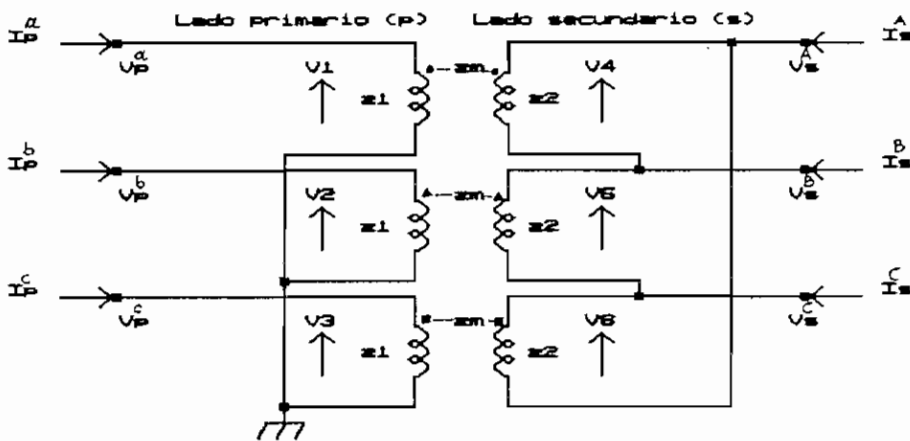 Lado primario (p) Lado secundario (s)
Ip a
Vp a
V1
z1
zm
z2
V4
Vs A
Is A
Ip b
Vp b
V2
z1
zm
z2
V5
Vs B
Is B
Ip c
Vp c
V3
z1
zm
z2
V6
Vs C
Is C